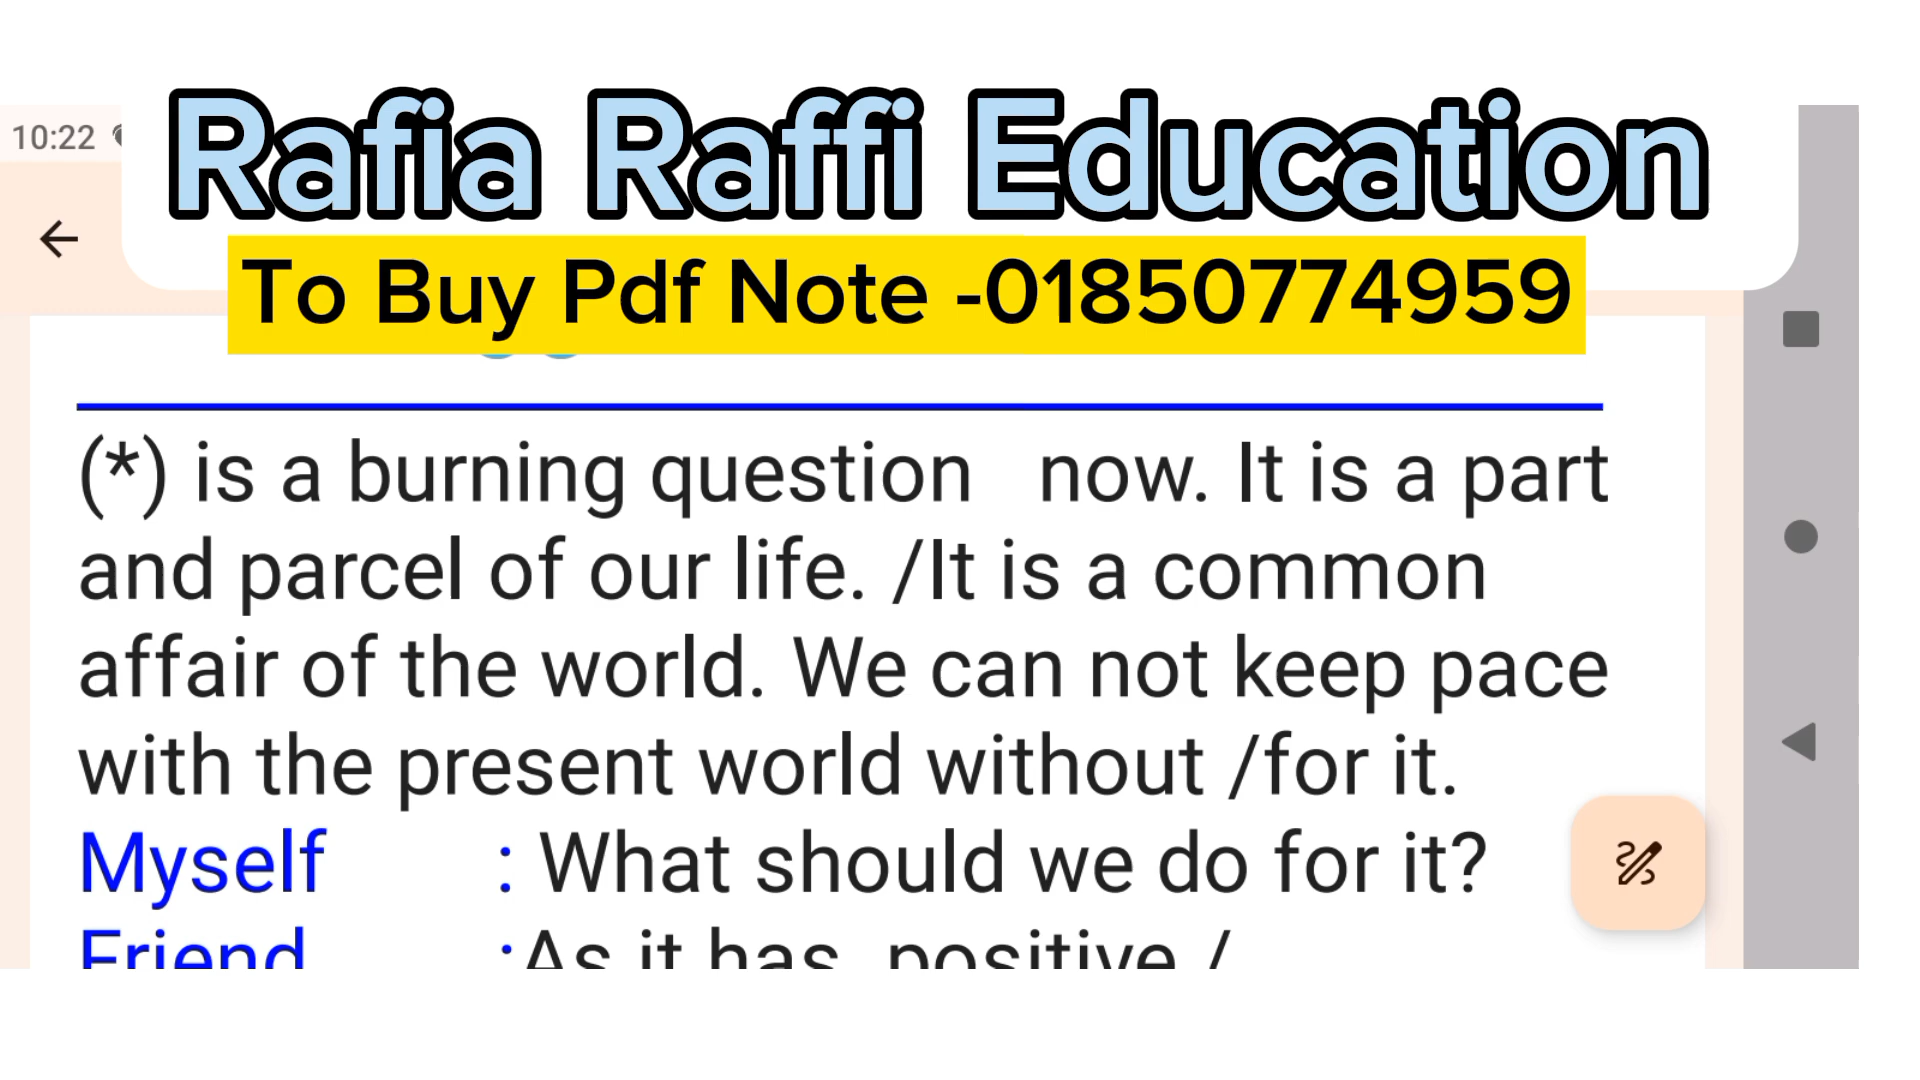 Rafia Raffi Education
10:22
To Buy Pdf Note -01850774959
(*) is a burning question now. It is a part
and parcel of our life. /It is a common
affair of the world. We can not keep pace
with the present world without /for it.
Myself : What should we do for it?
Friend :As it has positive /